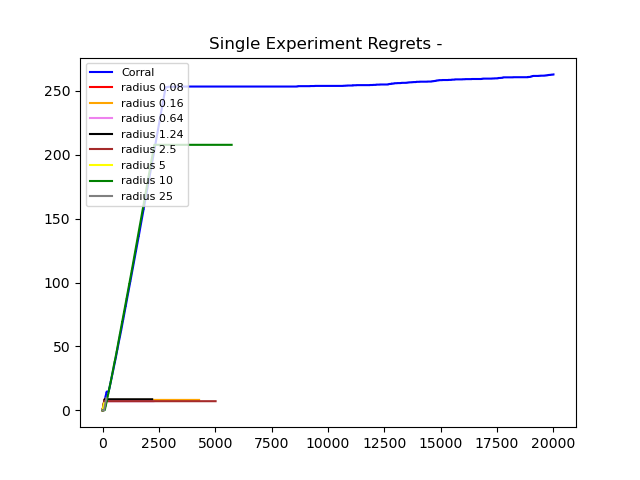 Single Experiment Regrets -
Corral
radius 0.08
radius 0.16
radius 0.64
radius 1.24
radius 2.5
radius 5
radius 10
radius 25
250
200
150
100
50
0
0 2500 5000 7500 10000 12500 15000 17500 20000